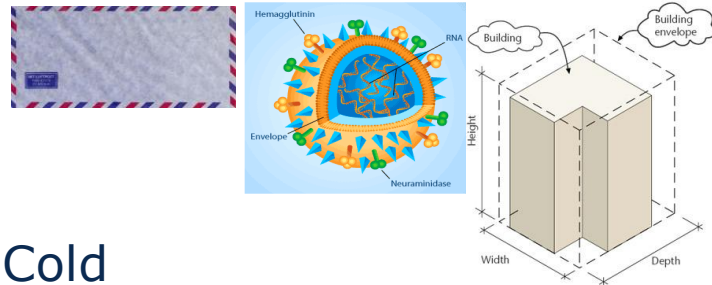 Hemagglutinin
RNA
Envelope
Neuraminidase
Building
Building
envelope
Height
Width
Depth
Cold